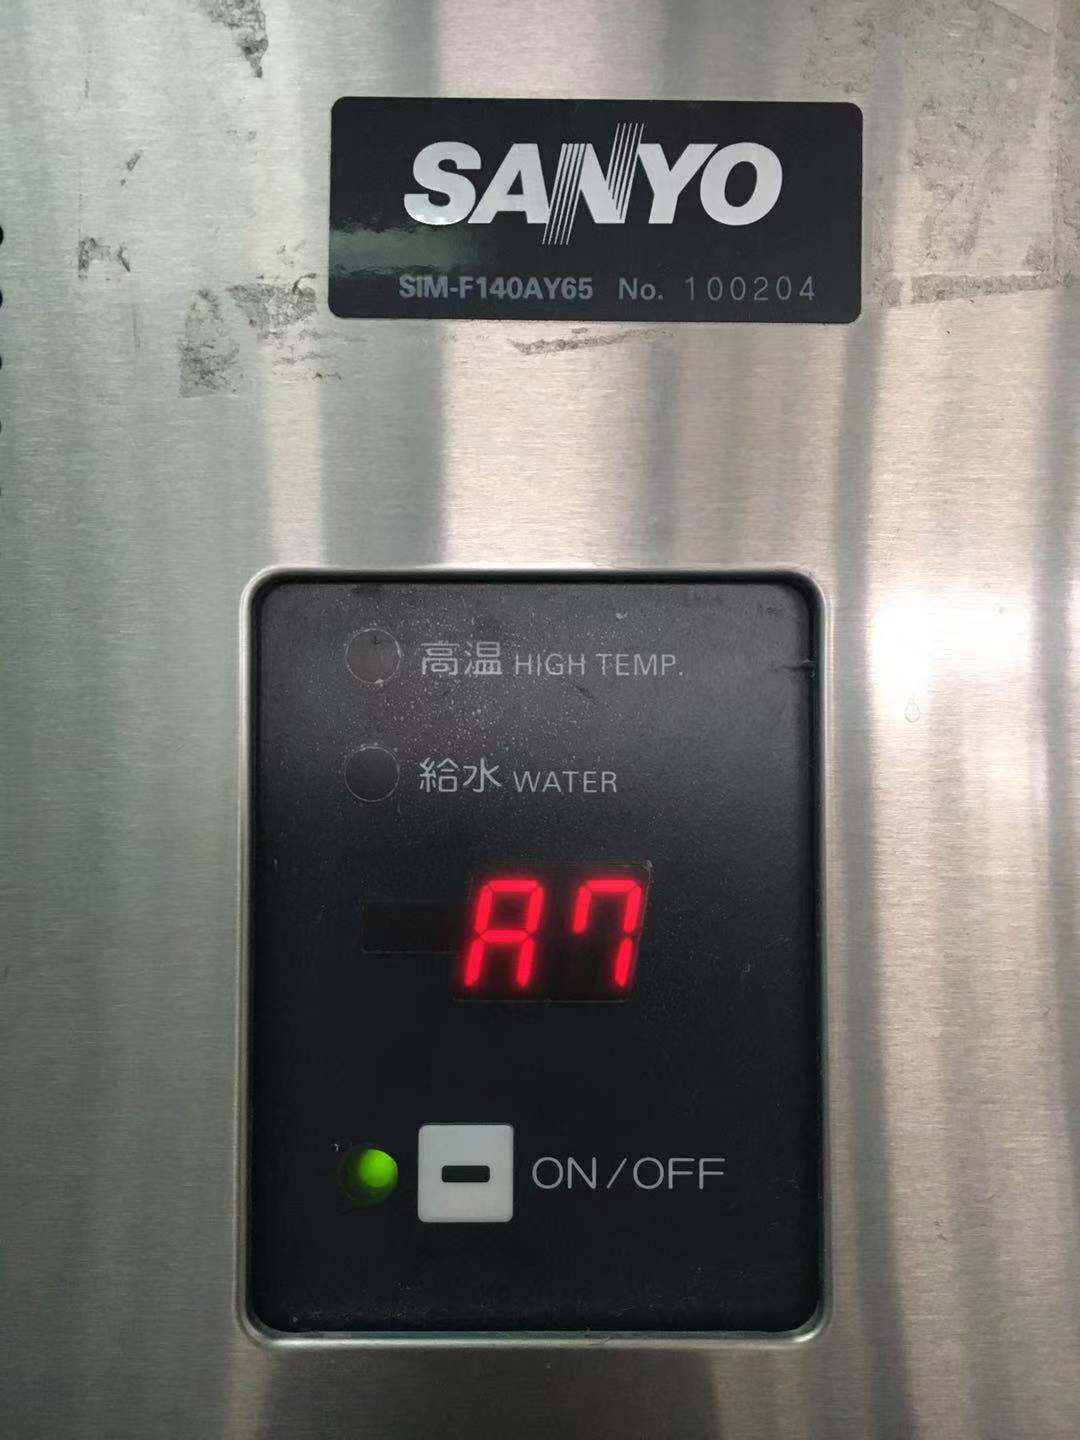 SANYO
SIM-F140AY65 No. 100204
高温 HIGH TEMP.
給水 WATER
A7
ON/OFF